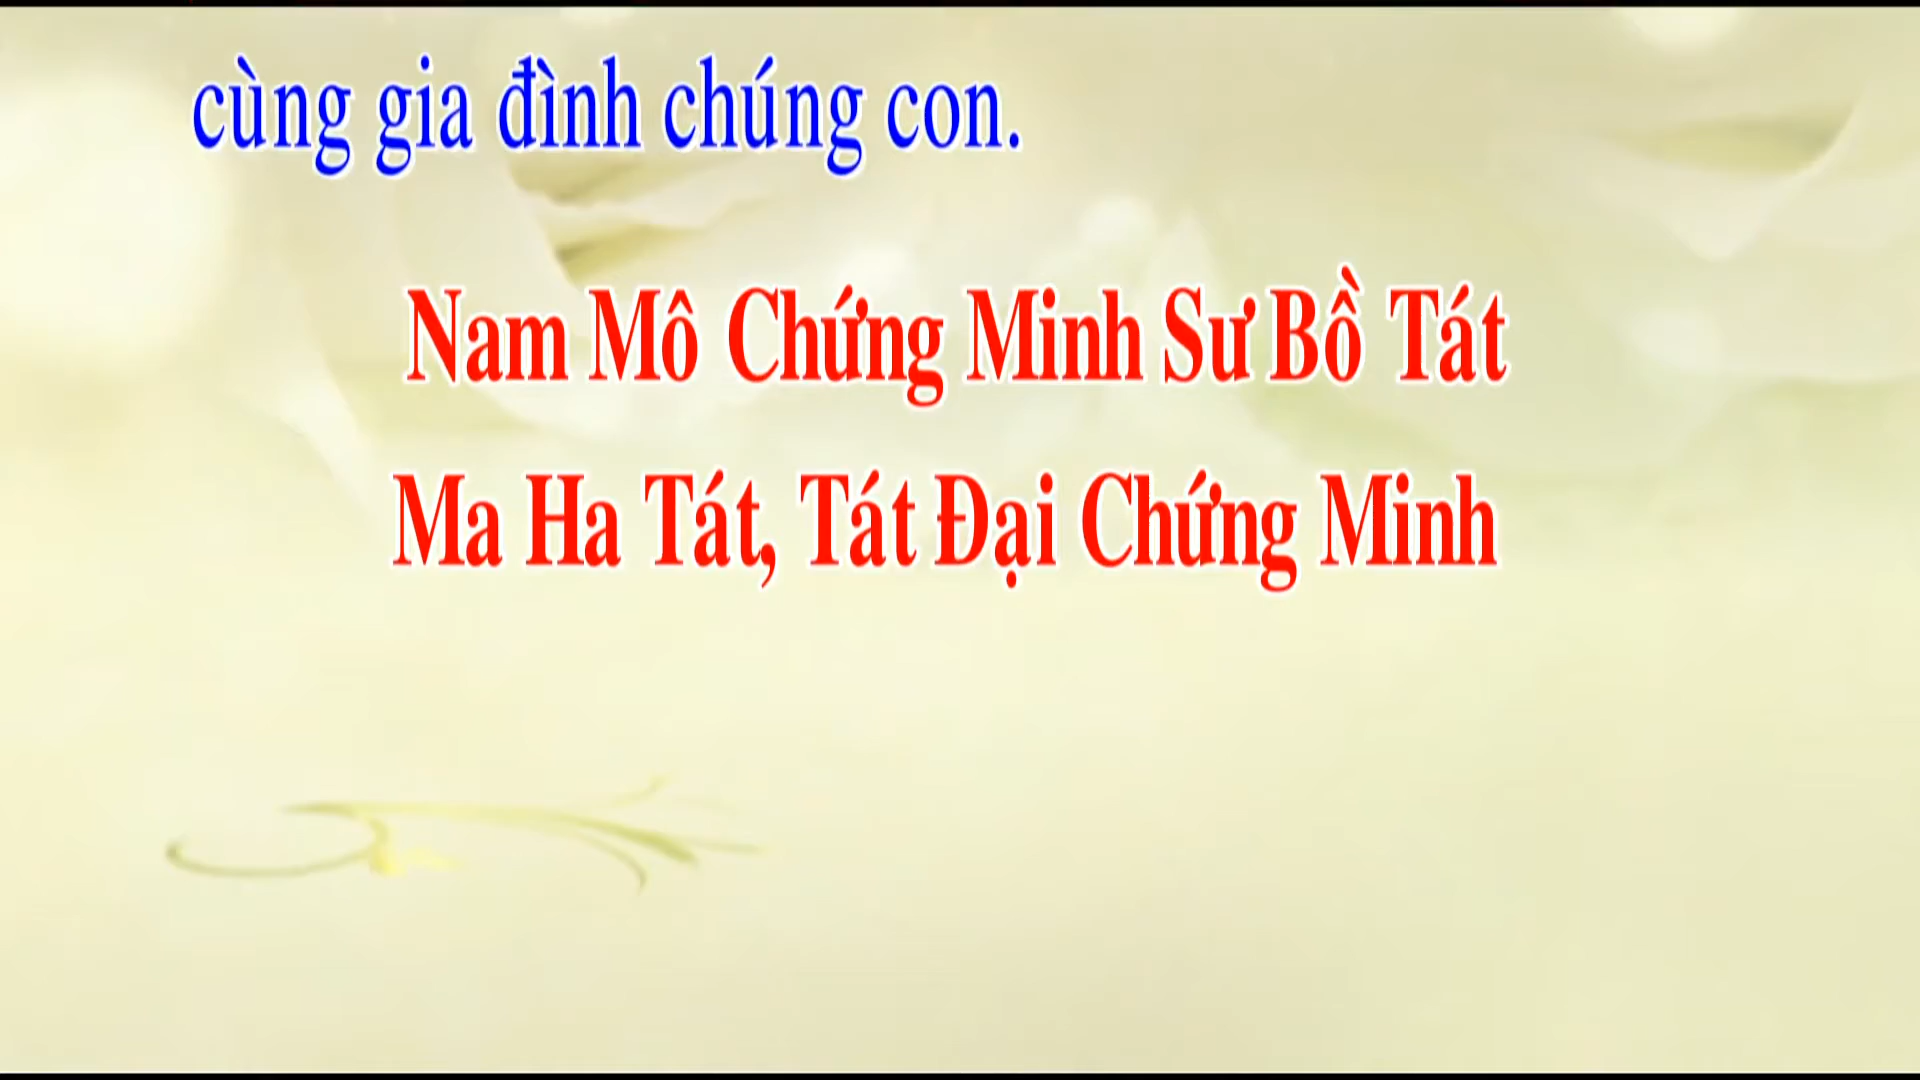 cùng gia đình chúng con.
Nam Mô Chứng Minh Sư Bồ Tát
Ma Ha Tát, Tát Đại Chứng Minh